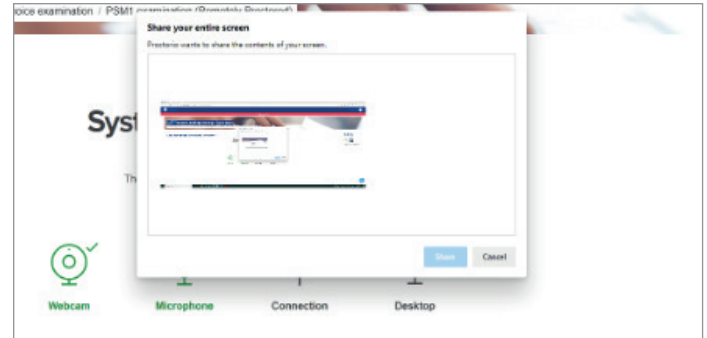 oice examination / PSM1 examination (Remotely Proctored)
Share your entire screen
Proctorio wants to share the contents of your screen.
Syst
Th
Share Cancel
Webcam Microphone Connection Desktop